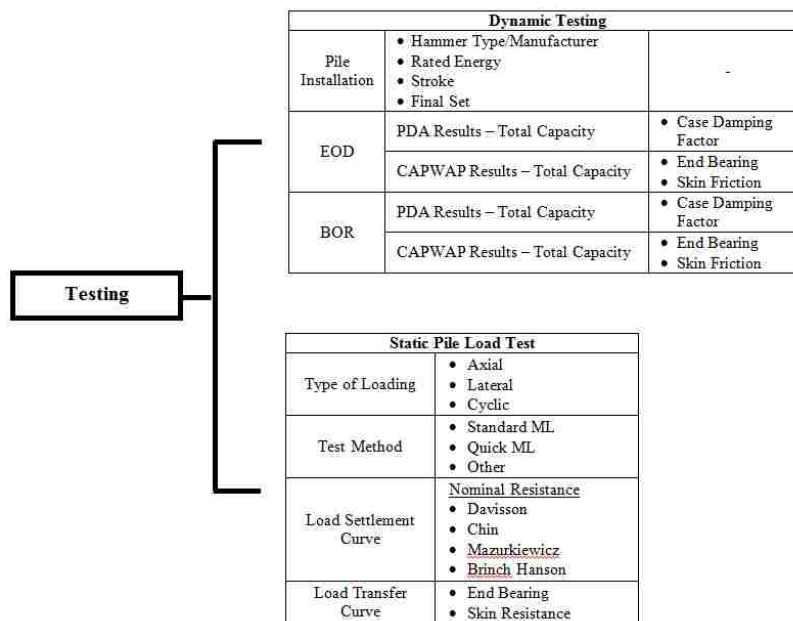 Dynamic Testing
Pile
Installation
• Hammer Type/Manufacturer
• Rated Energy
• Stroke
• Final Set
-
EOD
PDA Results – Total Capacity
• Case Damping
Factor
CAPWAP Results – Total Capacity
• End Bearing
• Skin Friction
BOR
PDA Results – Total Capacity
• Case Damping
Factor
CAPWAP Results – Total Capacity
• End Bearing
• Skin Friction
Testing
Static Pile Load Test
Type of Loading
• Axial
• Lateral
• Cyclic
Test Method
• Standard ML
• Quick ML
• Other
Load Settlement
Curve
Nominal Resistance
• Davisson
• Chin
• Mazurkiewicz
• Brinch Hanson
Load Transfer
Curve
• End Bearing
• Skin Resistance